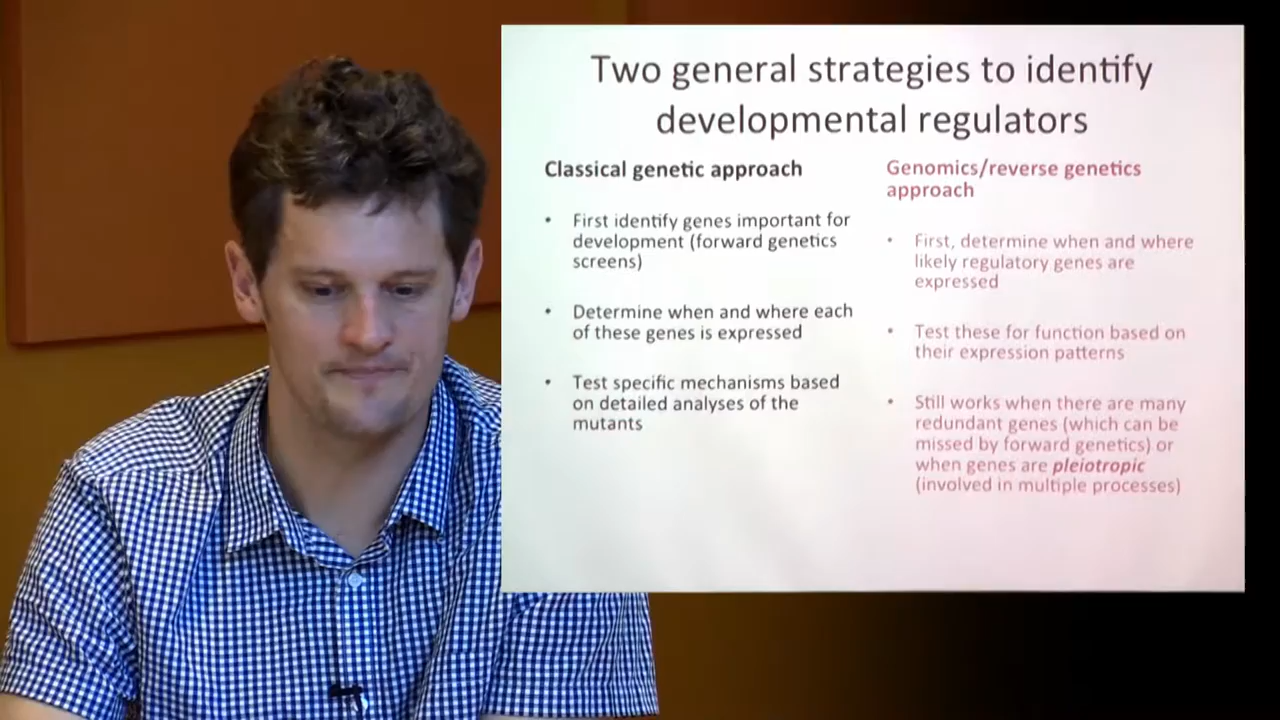 Two general strategies to identify
developmental regulators
Classical genetic approach
• First identify genes important for
development (forward genetics
screens)
• Determine when and where each
of these genes is expressed
• Test specific mechanisms based
on detailed analyses of the
mutants
Genomics/reverse genetics
approach
• First, determine when and where
likely regulatory genes are
expressed
• Test these for function based on
their expression patterns
• Still works when there are many
redundant genes (which can be
missed by forward genetics) or
when genes are pleiotropic
(involved in multiple processes)